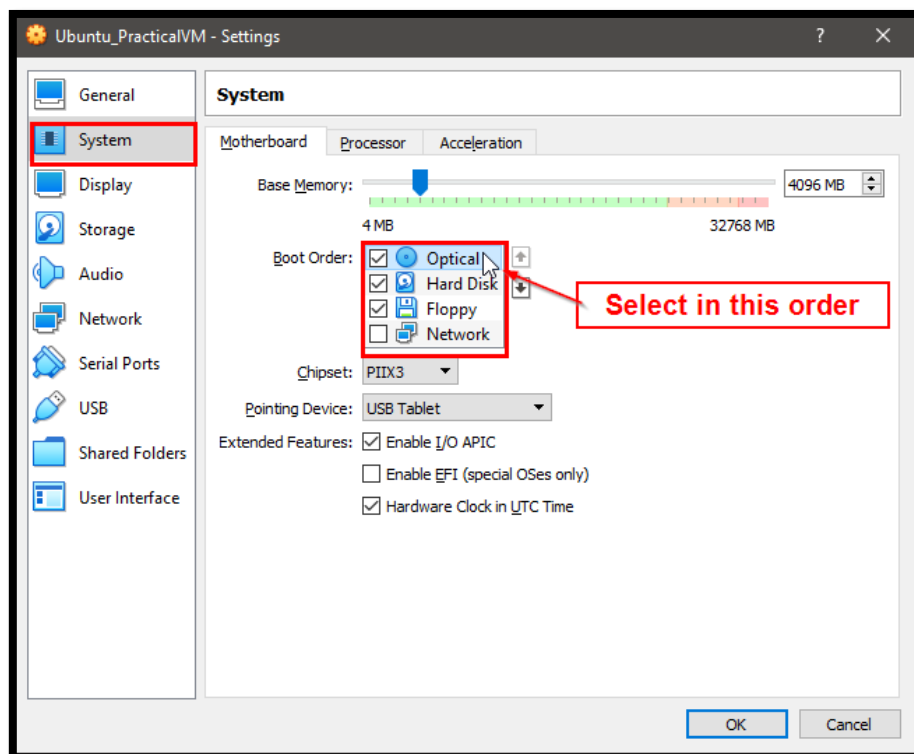 Ubuntu_PracticalVM - Settings ? ×
General
System
Display
Storage
Audio
Network
Serial Ports
USB
Shared Folders
User Interface
System
Motherboard Processor Acceleration
Base Memory: 4096 MB
4 MB 32768 MB
Boot Order: Optical
Hard Disk
Floppy
Network
Select in this order
Chipset: PIIX3
Pointing Device: USB Tablet
Extended Features: Enable I/O APIC
Enable EFI (special OSes only)
Hardware Clock in UTC Time
OK Cancel